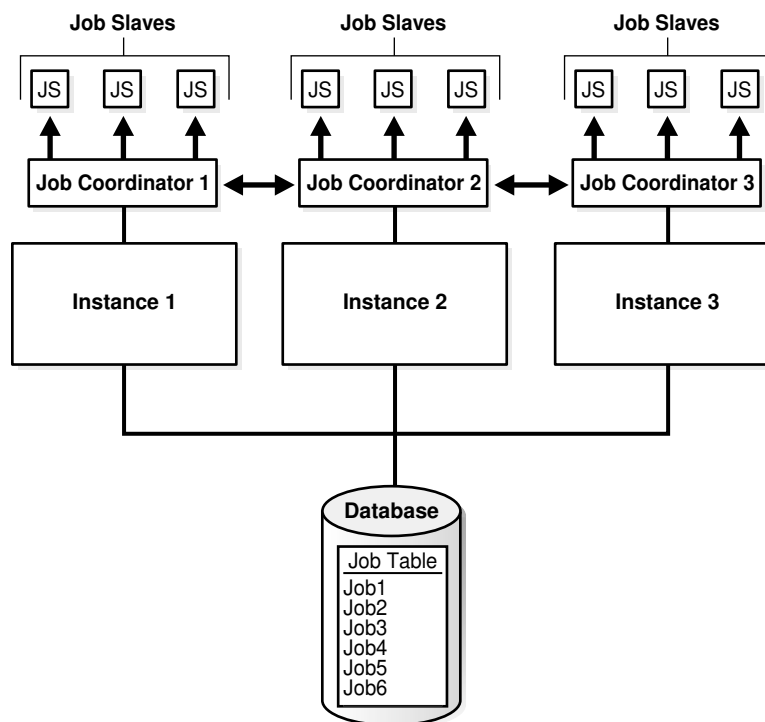 Job Slaves Job Slaves Job Slaves
JS JS JS JS JS JS JS JS JS
Job Coordinator 1 Job Coordinator 2 Job Coordinator 3
Instance 1 Instance 2 Instance 3
Database
Job Table
Job1
Job2
Job3
Job4
Job5
Job6